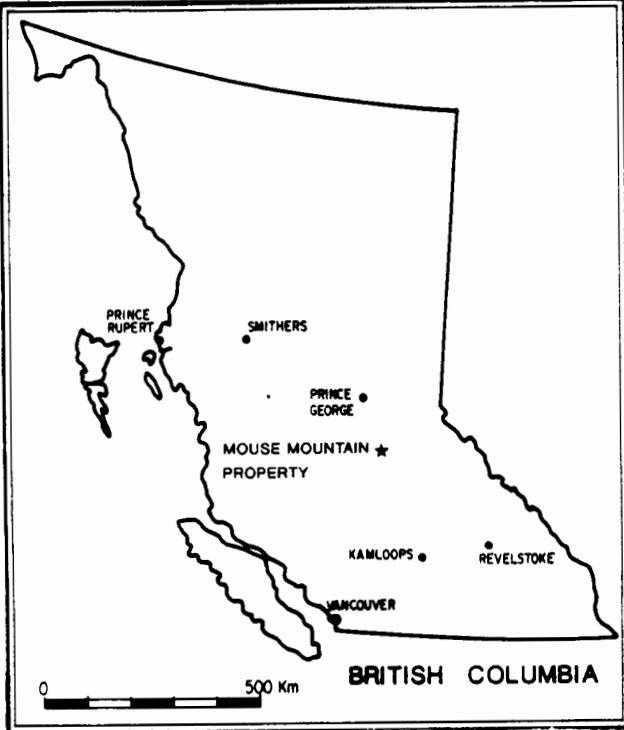 PRINCE
RUPERT
SMITHERS
PRINCE
GEORGE
MOUSE MOUNTAIN
PROPERTY
KAMLOOPS
REVELSTOKE
VANCOUVER
BRITISH COLUMBIA
0 500 Km